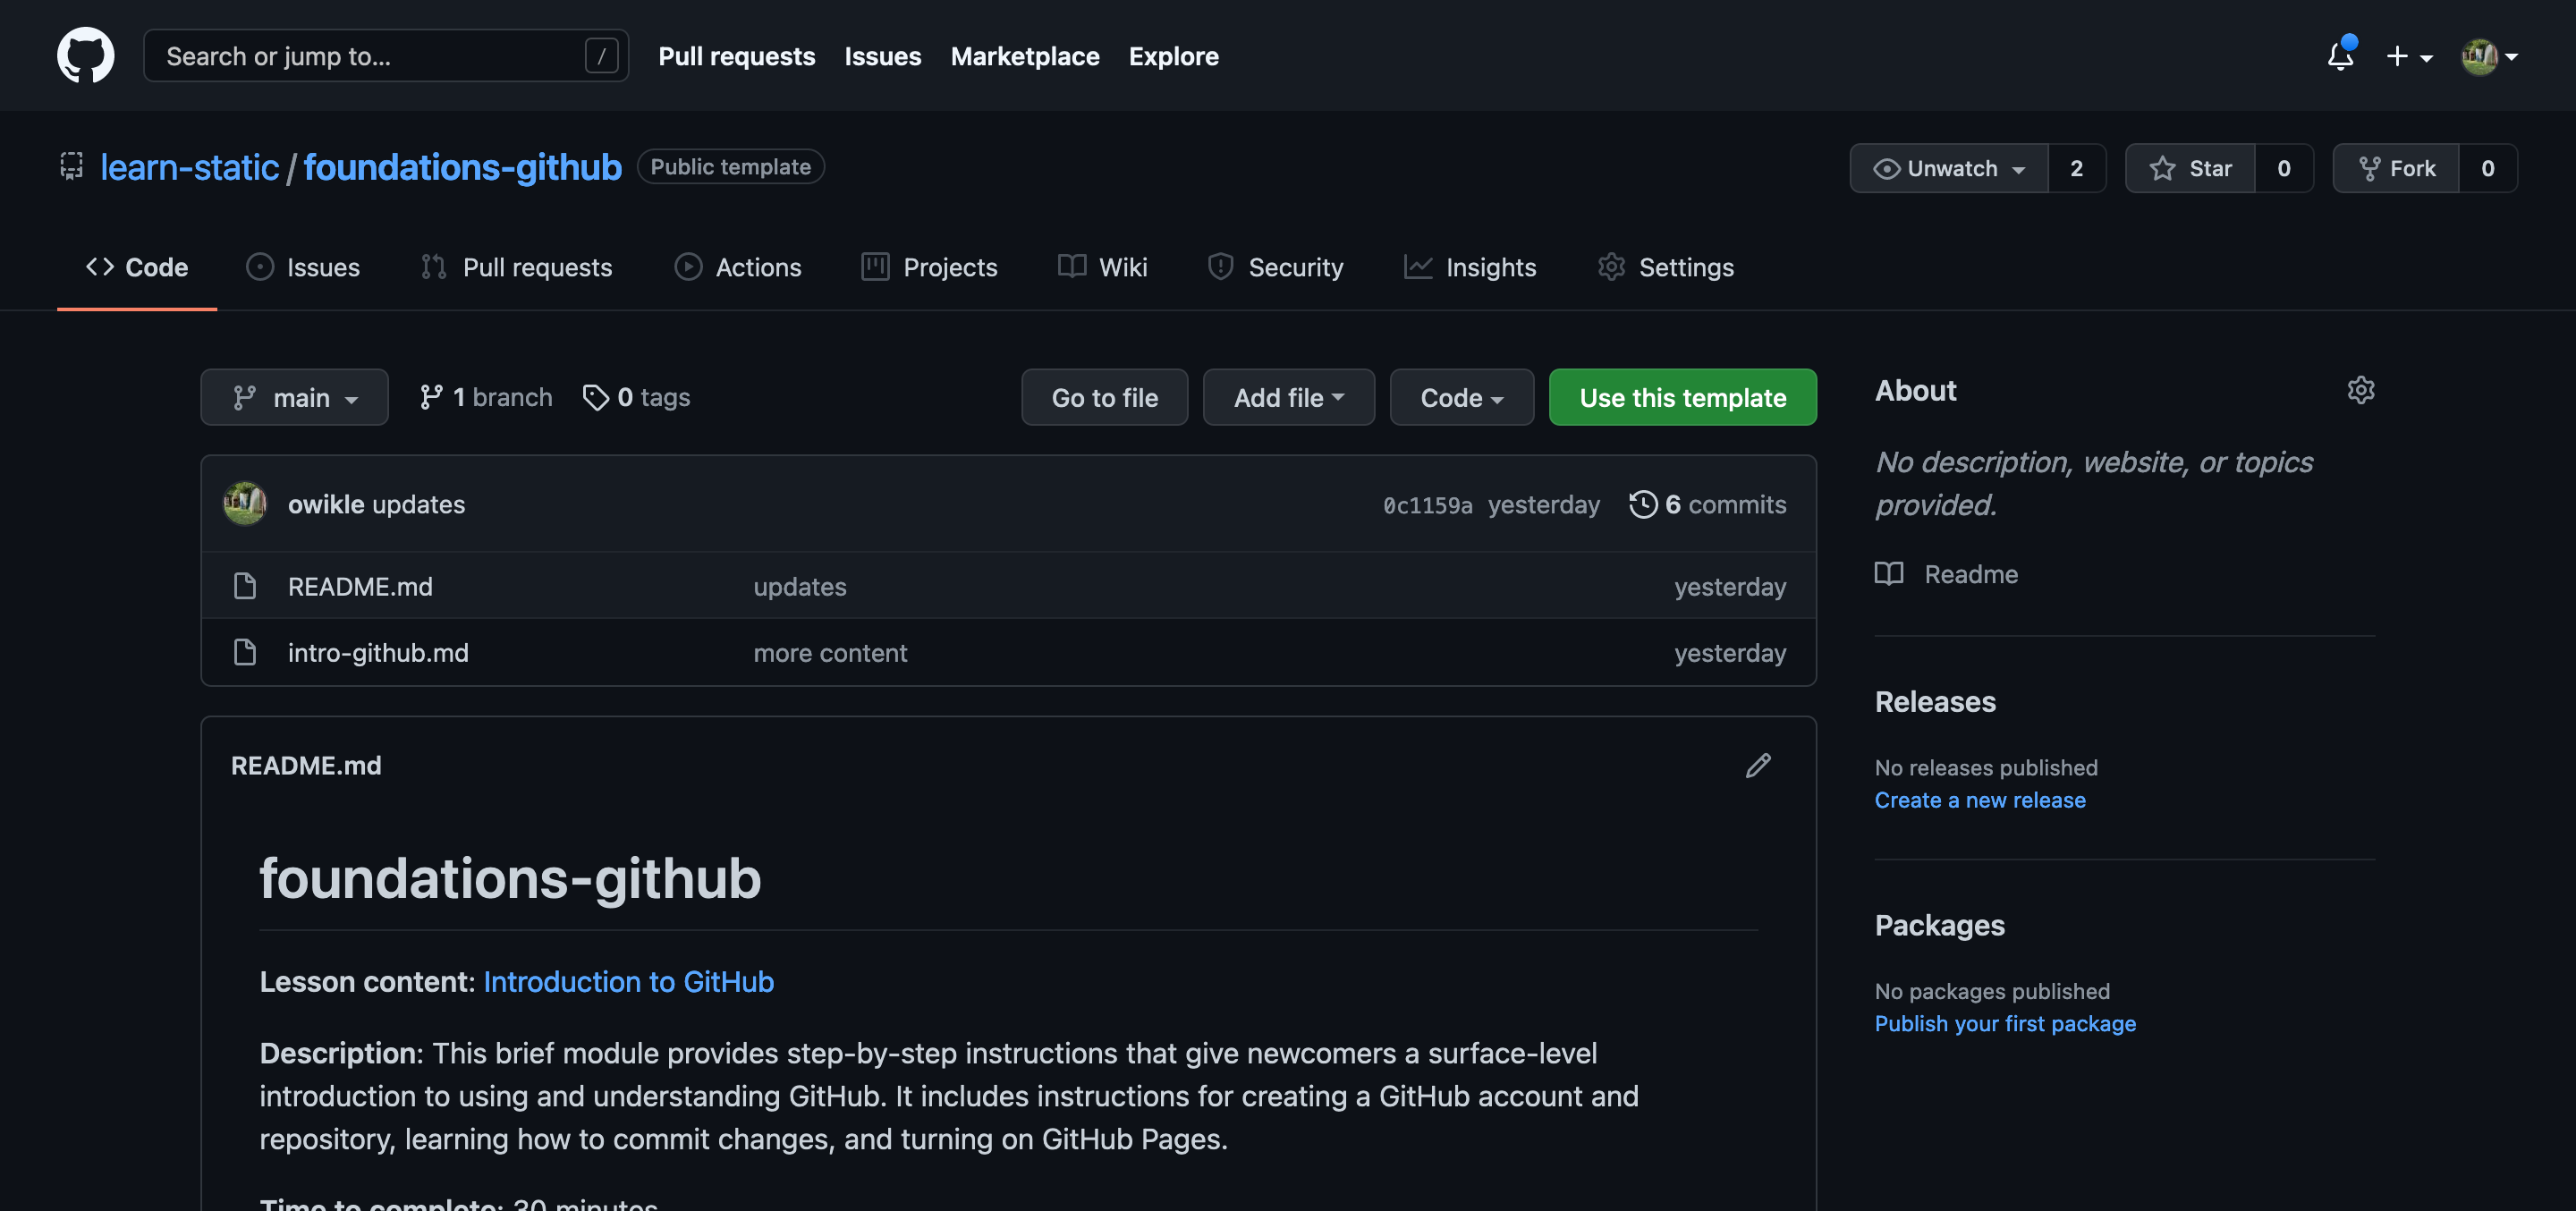 Search or jump to... /
Pull requests Issues Marketplace Explore
learn-static / foundations-github Public template
Unwatch 2 Star 0 Fork 0
Code Issues Pull requests Actions Projects Wiki Security Insights Settings
main 1 branch 0 tags Go to file Add file Code Use this template
owikle updates 0c1159a yesterday 6 commits
README.md updates yesterday
intro-github.md more content yesterday
README.md
foundations-github
Lesson content: Introduction to GitHub
Description: This brief module provides step-by-step instructions that give newcomers a surface-level
introduction to using and understanding GitHub. It includes instructions for creating a GitHub account and
repository, learning how to commit changes, and turning on GitHub Pages.
Time to complete: 30 minutes
About
No description, website, or topics
provided.
Readme
Releases
No releases published
Create a new release
Packages
No packages published
Publish your first package